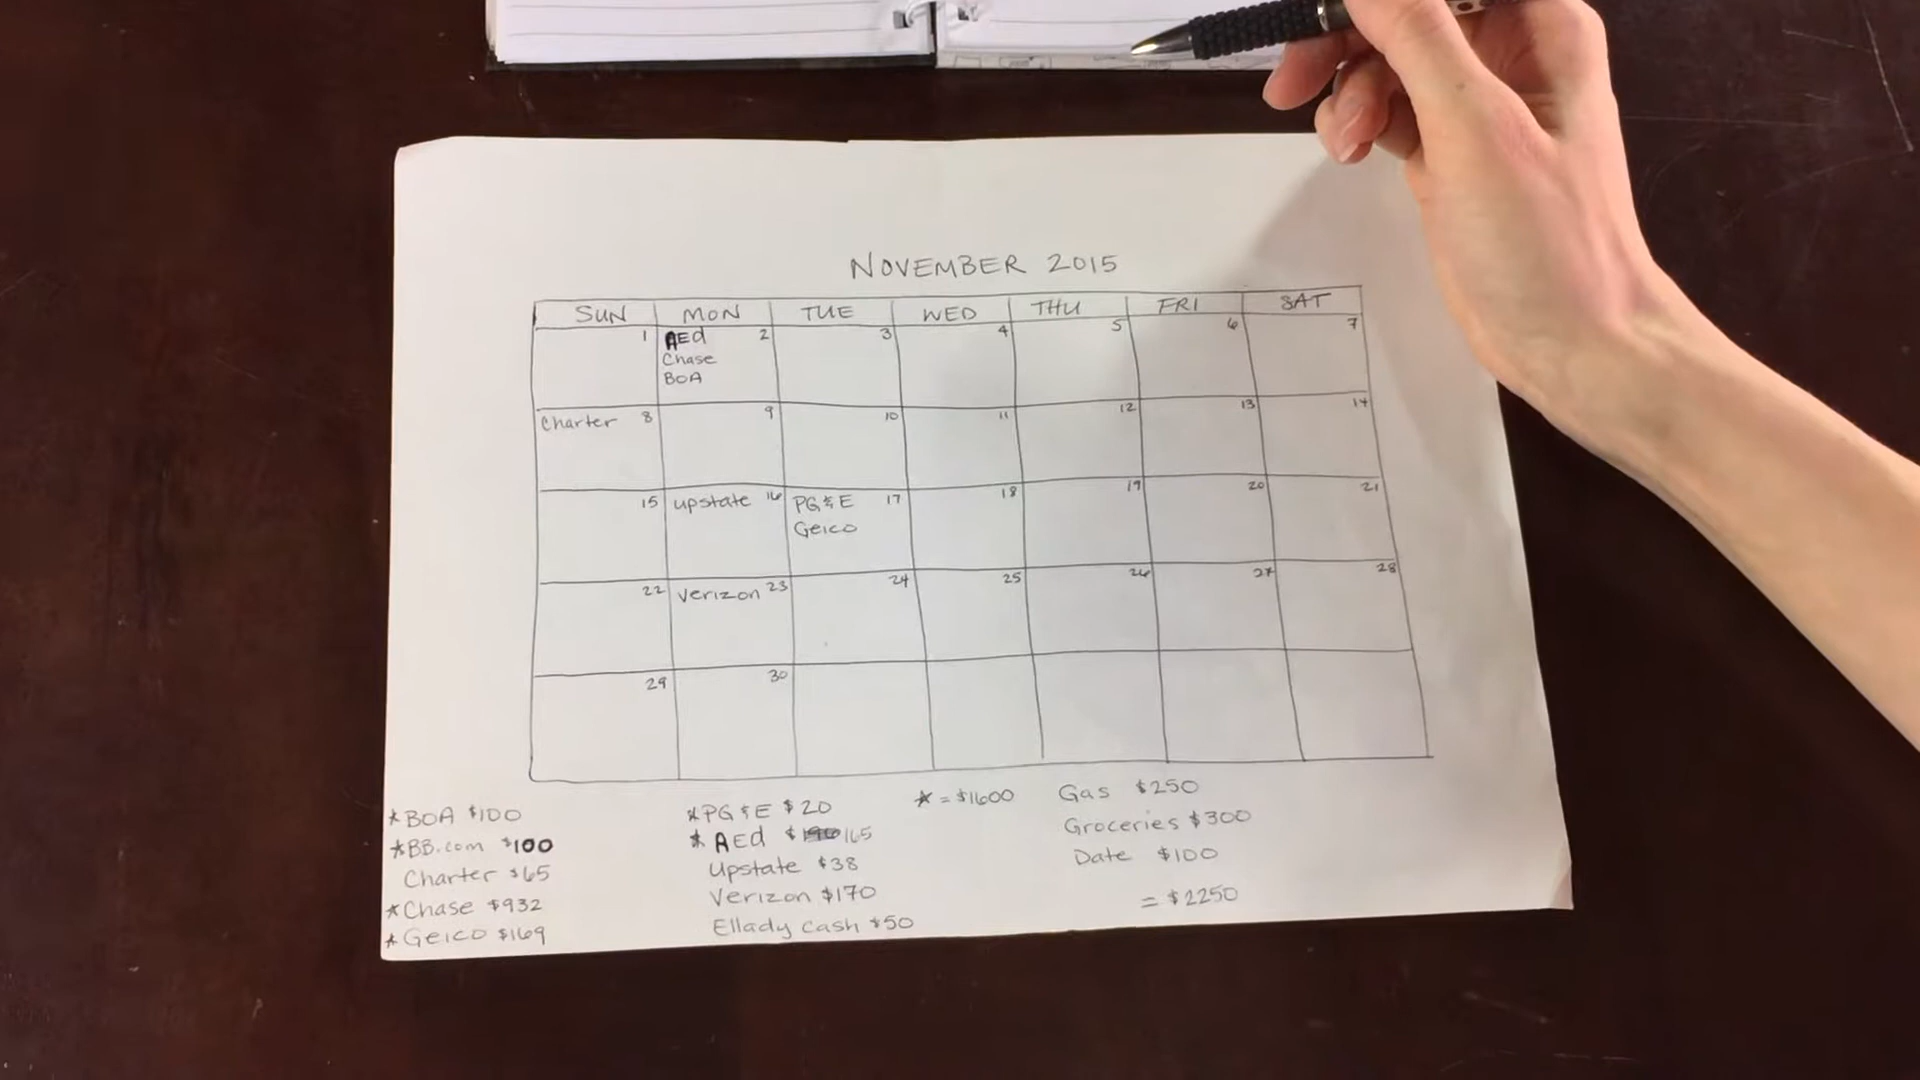 NOVEMBER 2015
SUN MON TUE WED THU FRI SAT
1 AEd 2 3 4 5 6 7
Chase
BOA
Charter 8 9 10 11 12 13 14
15 upstate 16 PG&E 17 18 19 20 21
Geico
22 Verizon 23 24 25 26 27 28
29 30
*BOA $100
*BB.com $100
Charter $65
*Chase $932
*Geico $169
*PG&E $20
* AEd $165
Upstate $38
Verizon $170
Ellady cash $50
* = $1600
Gas $250
Groceries $300
Date $100
= $2250